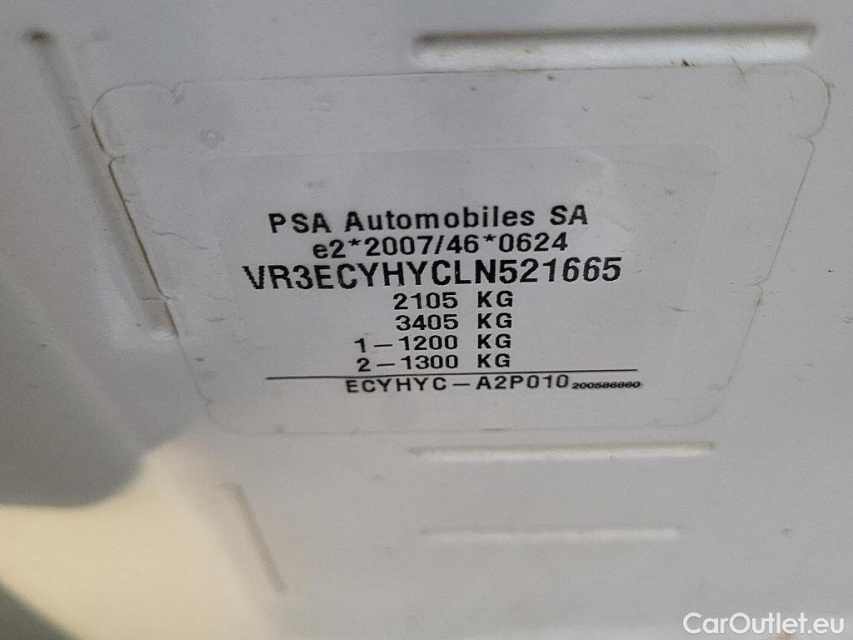 PSA Automobiles SA
e2*2007/46*0624
VR3ECYHYCLN521665
2105 KG
3405 KG
1-1200 KG
2-1300 KG
ECYHYC-A2P010 200586860
CarOutlet.eu